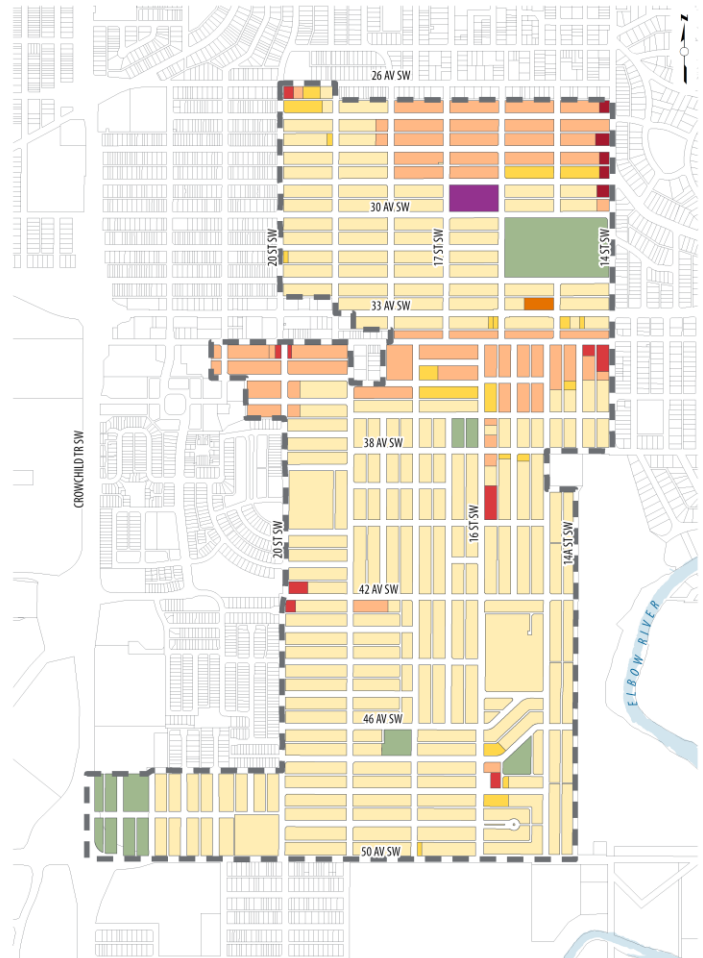 26 AV SW
N
30 AV SW
20 ST SW
17 ST SW
14 ST SW
33 AV SW
CROWCHILD TR SW
38 AV SW
20 ST SW
16 ST SW
14A ST SW
42 AV SW
ELBOW RIVER
46 AV SW
50 AV SW